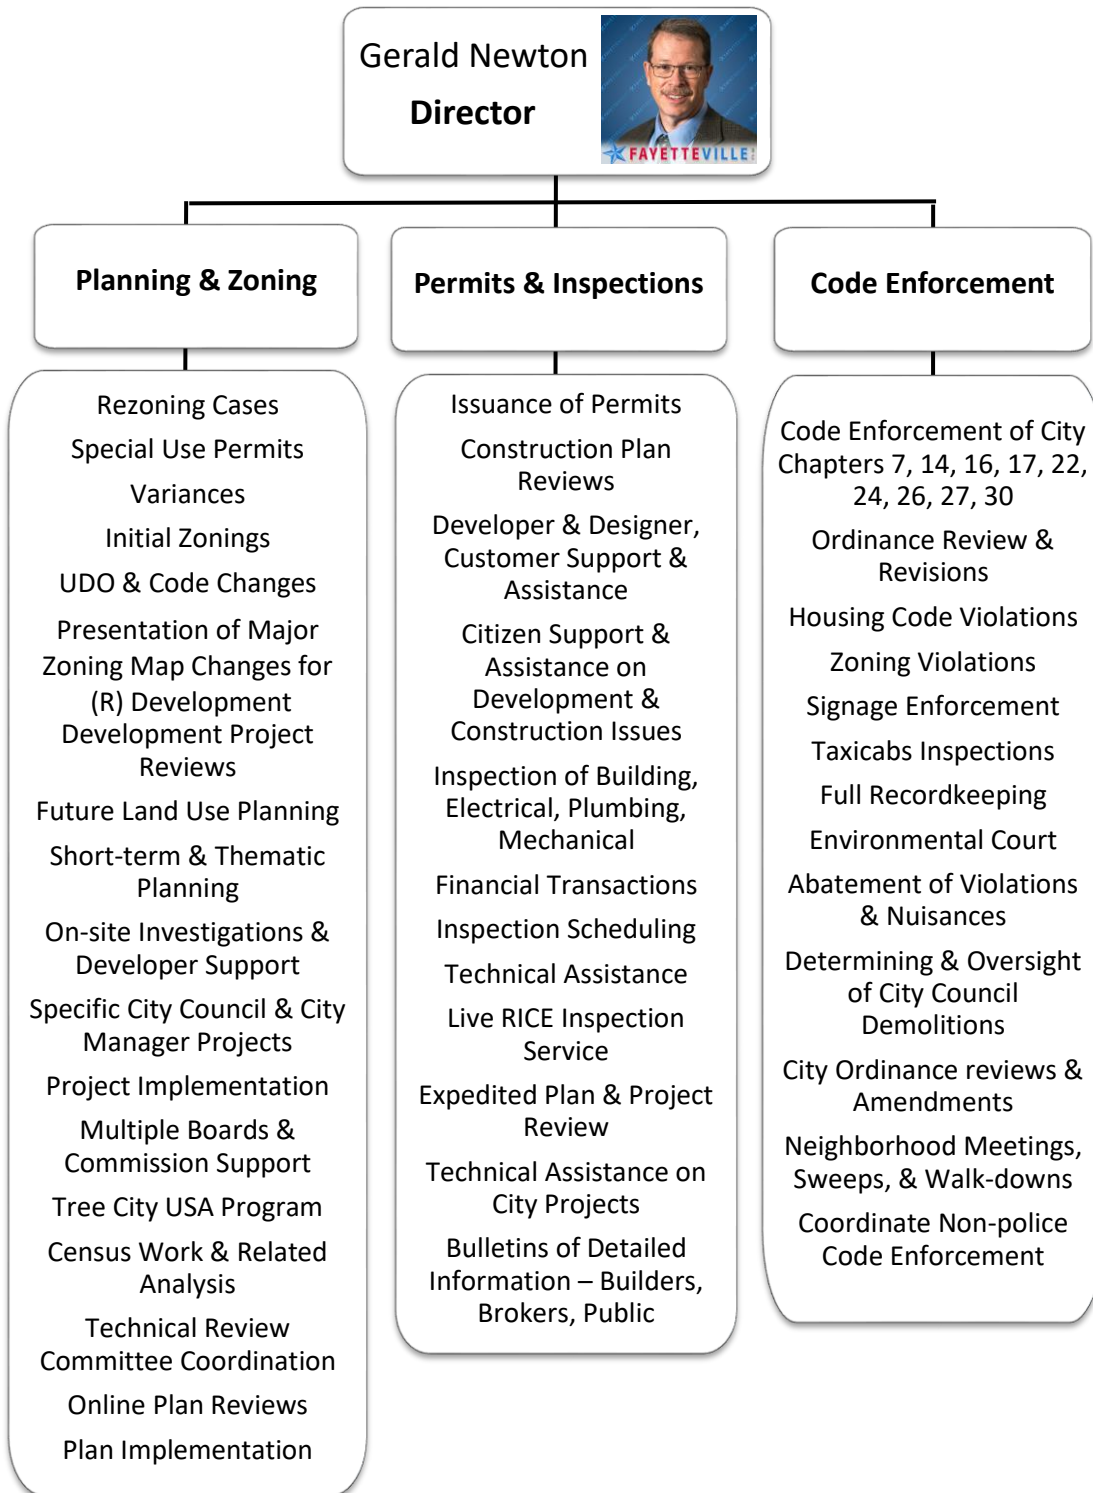 Gerald Newton
Director
FAYETTEVILLE
Planning & Zoning
Rezoning Cases
Special Use Permits
Variances
Initial Zonings
UDO & Code Changes
Presentation of Major
Zoning Map Changes for
(R) Development
Development Project
Reviews
Future Land Use Planning
Short-term & Thematic
Planning
On-site Investigations &
Developer Support
Specific City Council & City
Manager Projects
Project Implementation
Multiple Boards &
Commission Support
Tree City USA Program
Census Work & Related
Analysis
Technical Review
Committee Coordination
Online Plan Reviews
Plan Implementation
Permits & Inspections
Issuance of Permits
Construction Plan
Reviews
Developer & Designer,
Customer Support &
Assistance
Citizen Support &
Assistance on
Development &
Construction Issues
Inspection of Building,
Electrical, Plumbing,
Mechanical
Financial Transactions
Inspection Scheduling
Technical Assistance
Live RICE Inspection
Service
Expedited Plan & Project
Review
Technical Assistance on
City Projects
Bulletins of Detailed
Information – Builders,
Brokers, Public
Code Enforcement
Code Enforcement of City
Chapters 7, 14, 16, 17, 22,
24, 26, 27, 30
Ordinance Review &
Revisions
Housing Code Violations
Zoning Violations
Signage Enforcement
Taxicabs Inspections
Full Recordkeeping
Environmental Court
Abatement of Violations
& Nuisances
Determining & Oversight
of City Council
Demolitions
City Ordinance reviews &
Amendments
Neighborhood Meetings,
Sweeps, & Walk-downs
Coordinate Non-police
Code Enforcement